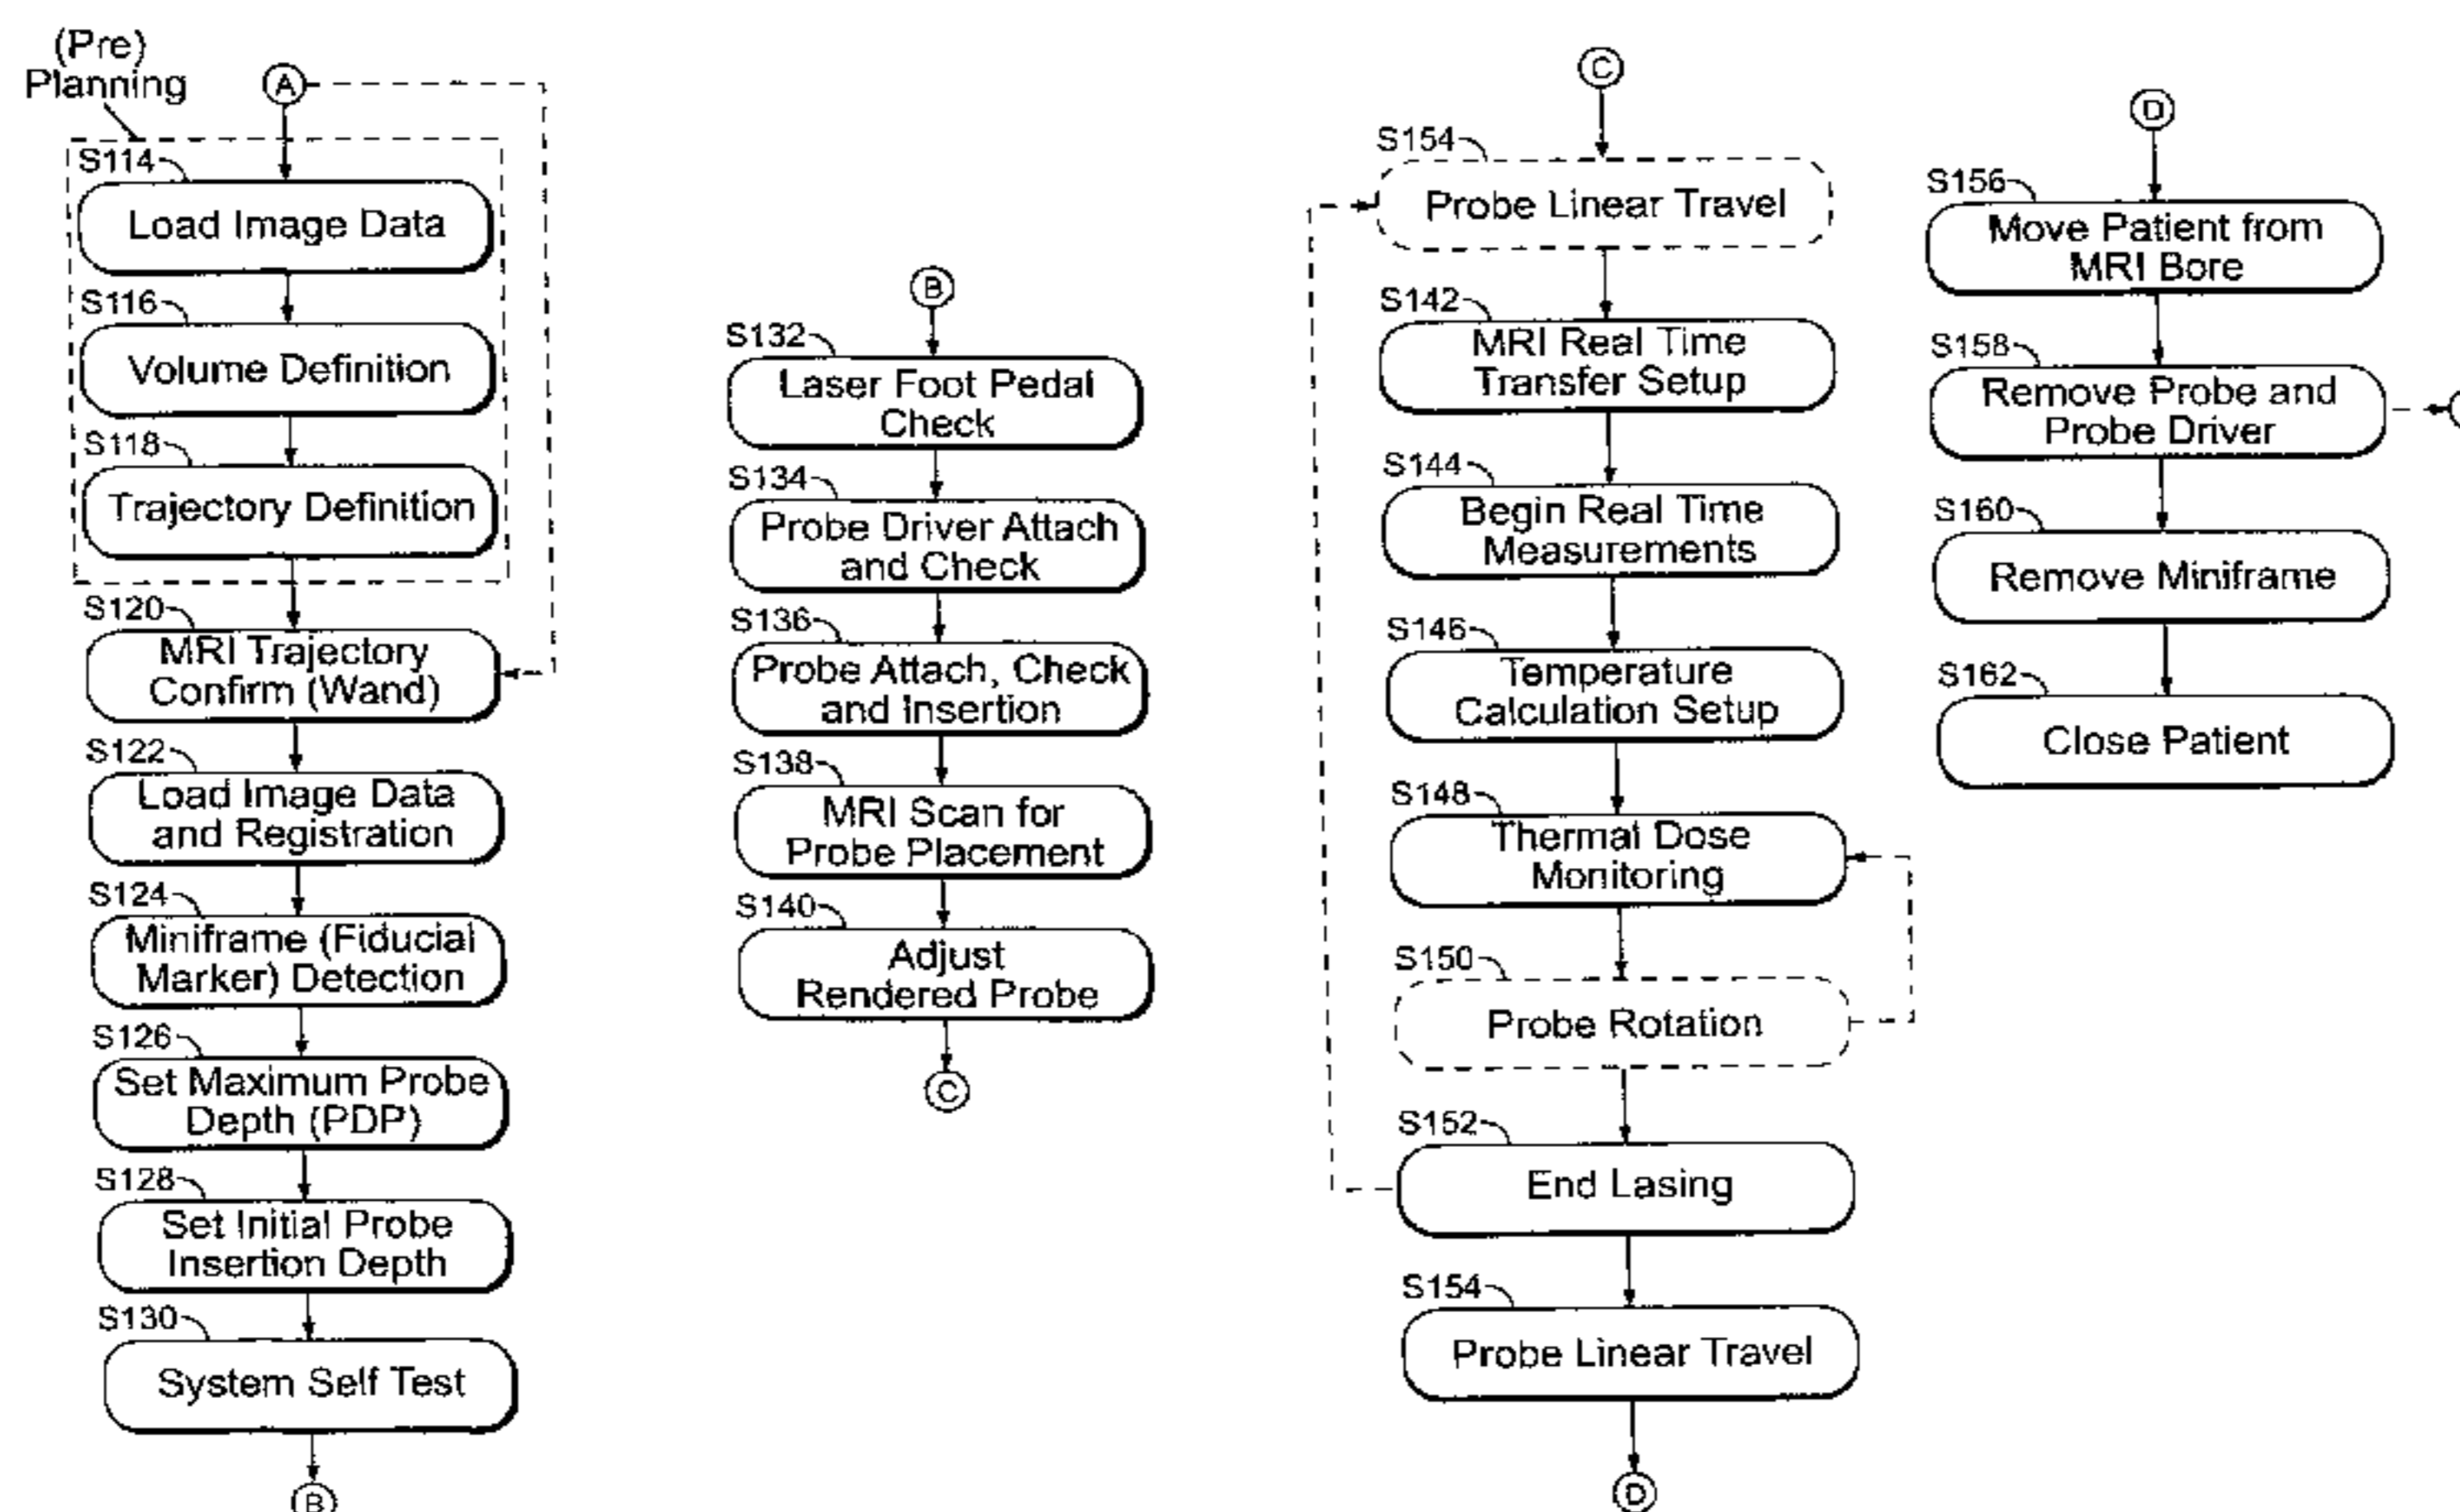 (Pre)
Planning
A
S114
Load Image Data
S116
Volume Definition
S118
Trajectory Definition
S120
MRI Trajectory
Confirm (Wand)
S122
Load Image Data
and Registration
S124
Miniframe (Fiducial
Marker) Detection
S126
Set Maximum Probe
Depth (PDP)
S128
Set Initial Probe
Insertion Depth
S130
System Self Test
B
B
S132
Laser Foot Pedal
Check
S134
Probe Driver Attach
and Check
S136
Probe Attach, Check
and Insertion
S138
MRI Scan for
Probe Placement
S140
Adjust
Rendered Probe
C
C
S154
Probe Linear Travel
S142
MRI Real Time
Transfer Setup
S144
Begin Real Time
Measurements
S146
Temperature
Calculation Setup
S148
Thermal Dose
Monitoring
S150
Probe Rotation
S152
End Lasing
S154
Probe Linear Travel
D
D
S156
Move Patient from
MRI Bore
S158
Remove Probe and
Probe Driver
S160
Remove Miniframe
S162
Close Patient